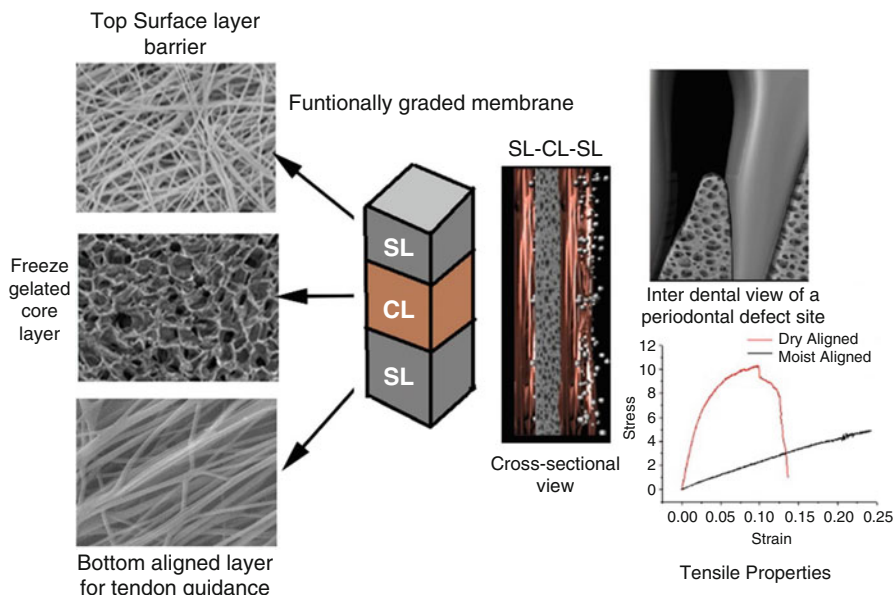 Top Surface layer
barrier
Funtionally graded membrane
SL-CL-SL
Freeze
gelated
core
layer
SL
CL
SL
Cross-sectional
view
Bottom aligned layer
for tendon guidance
Inter dental view of a
periodontal defect site
Dry Aligned
Moist Aligned
12
10
8
6
4
2
0
Stress
0.00 0.05 0.10 0.15 0.20 0.25
Strain
Tensile Properties